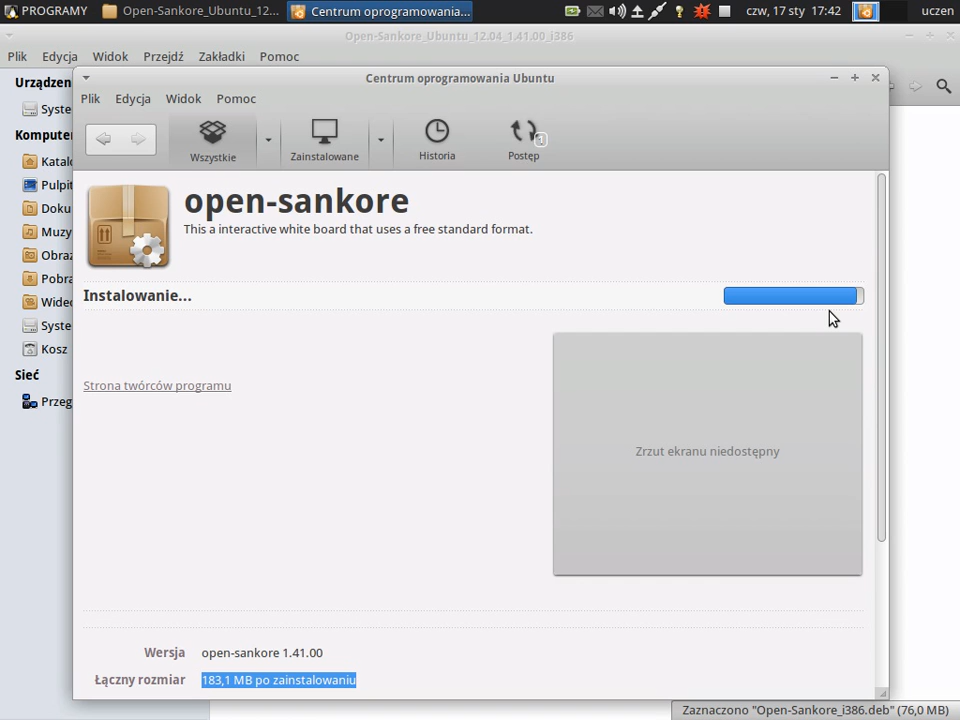 PROGRAMY
Open-Sankore_Ubuntu_12...
Centrum oprogramowania...
czw, 17 sty 17:42
uczen
Open-Sankore_Ubuntu_12.04_1.41.00_i386
Plik Edycja Widok Przejdź Zakładki Pomoc
Urządzen
Syste
Komputer
Katal
Pulpit
Doku
Muzy
Obraz
Pobra
Wideo
Syste
Kosz
Sieć
Przeg
Centrum oprogramowania Ubuntu
Plik Edycja Widok Pomoc
Wszystkie Zainstalowane Historia Postęp 1
open-sankore
This a interactive white board that uses a free standard format.
Instalowanie...
Strona twórców programu
Zrzut ekranu niedostępny
Wersja open-sankore 1.41.00
Łączny rozmiar 183,1 MB po zainstalowaniu
Zaznaczono "Open-Sankore_i386.deb" (76,0 MB)